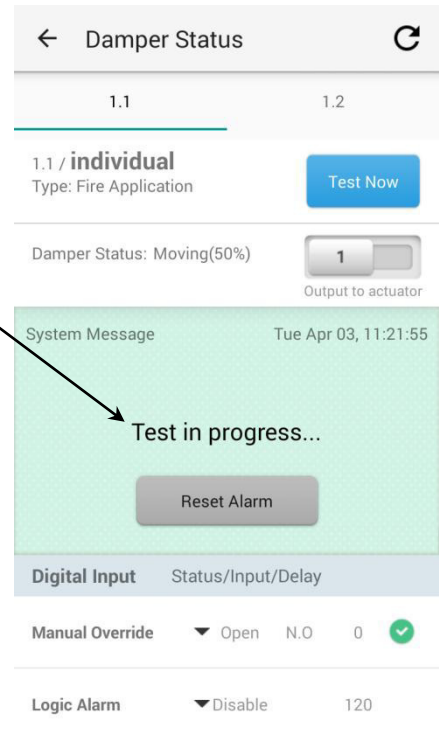 Damper Status
1.1 1.2
1.1 / individual
Type: Fire Application
Test Now
Damper Status: Moving(50%)
1
Output to actuator
System Message Tue Apr 03, 11:21:55
Test in progress...
Reset Alarm
Digital Input Status/Input/Delay
Manual Override Open N.O 0
Logic Alarm Disable 120